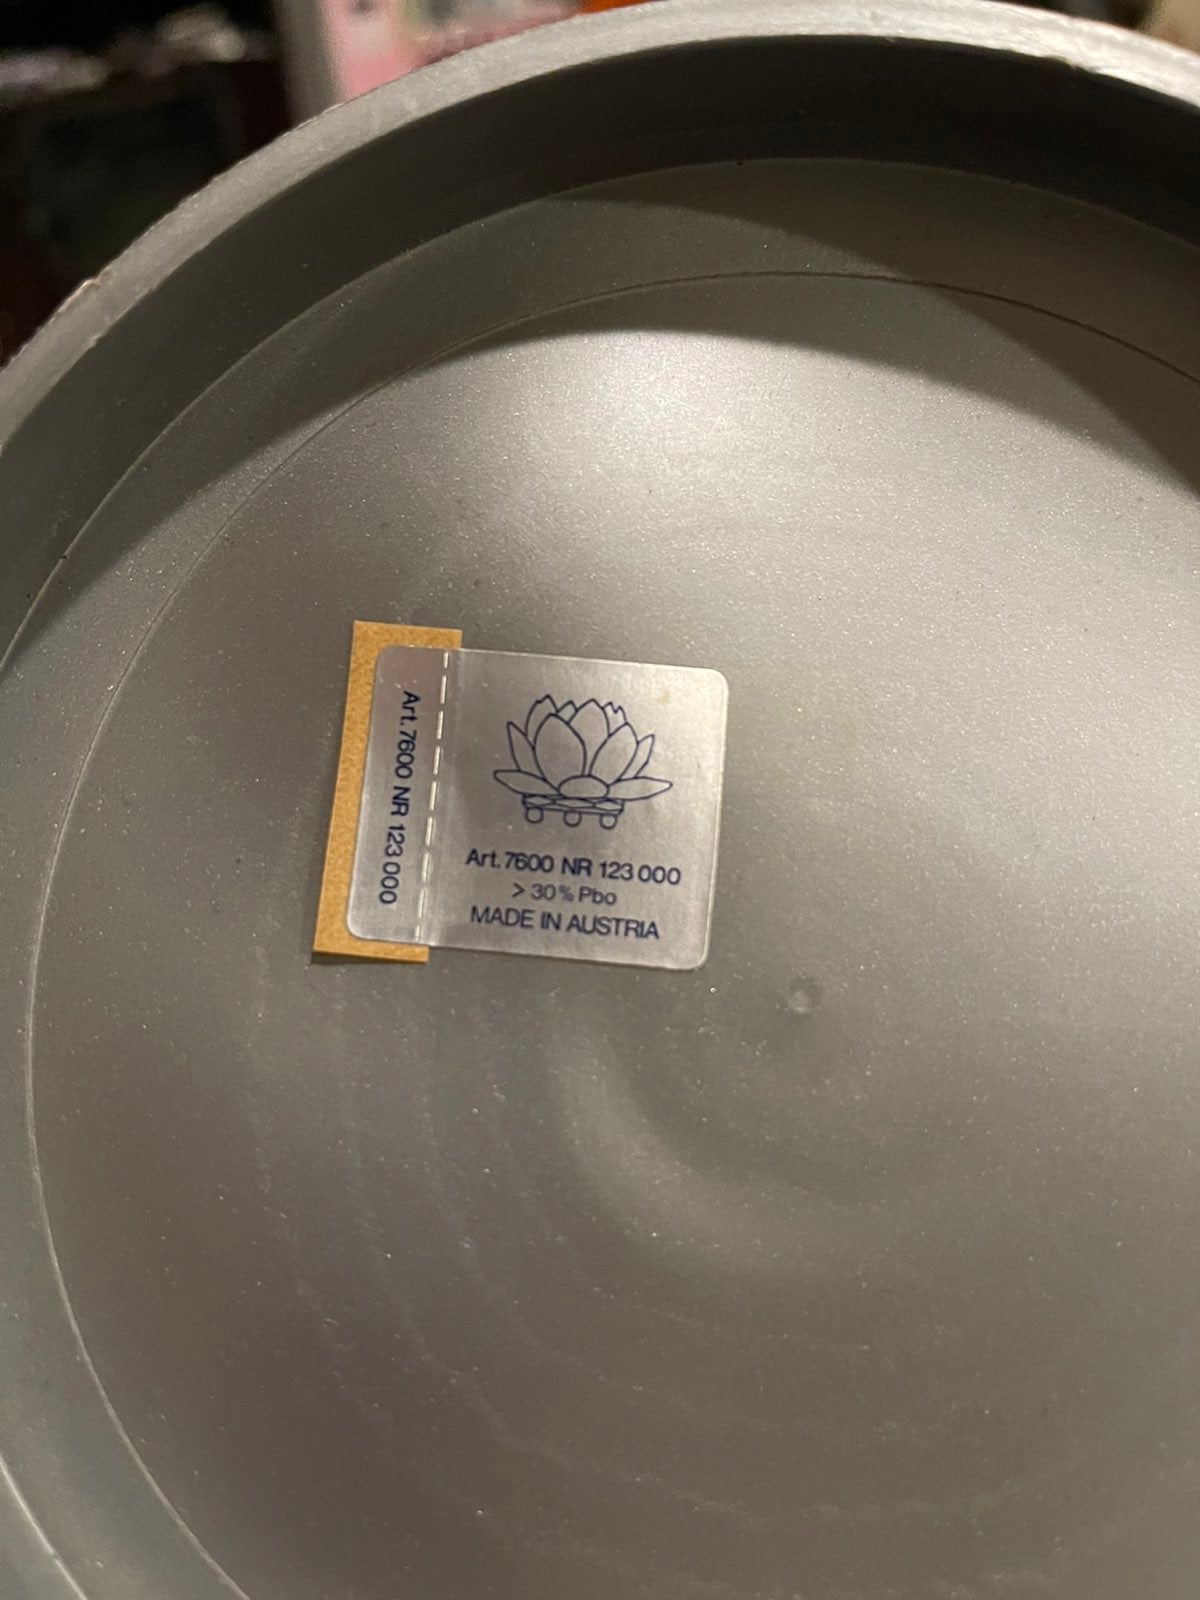 Art. 7600 NR 123 000
Art. 7600 NR 123 000
> 30% Pbo
MADE IN AUSTRIA